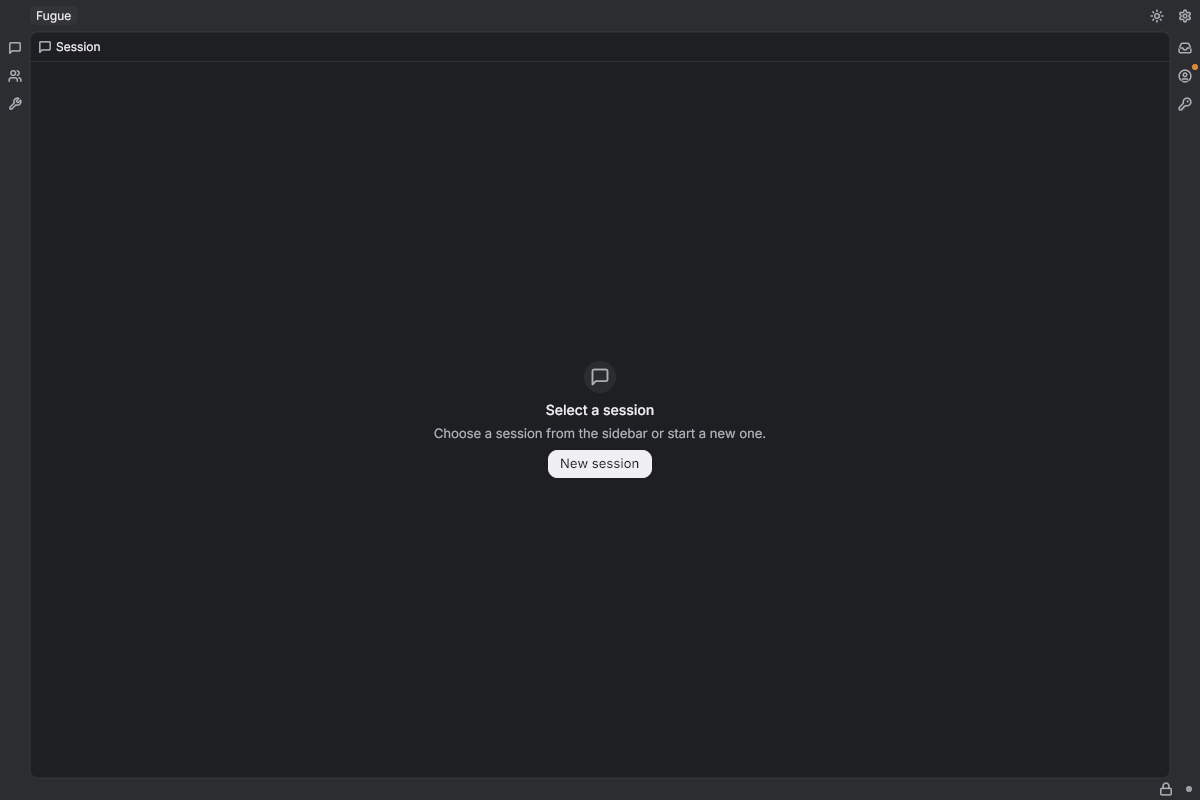 Fugue
Session
Select a session
Choose a session from the sidebar or start a new one.
New session